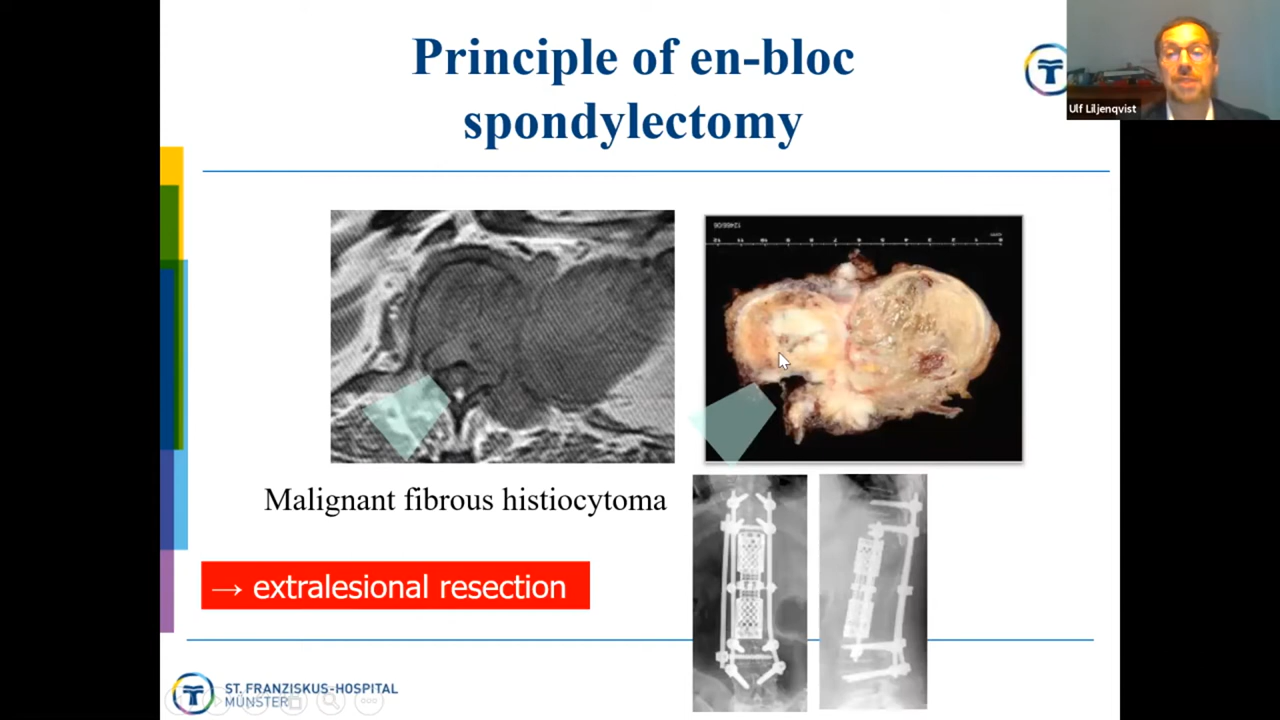 Principle of en-bloc
spondylectomy
Ulf Liljenqvist
Malignant fibrous histiocytoma
→ extralesional resection
ST. FRANZISKUS-HOSPITAL
MÜNSTER